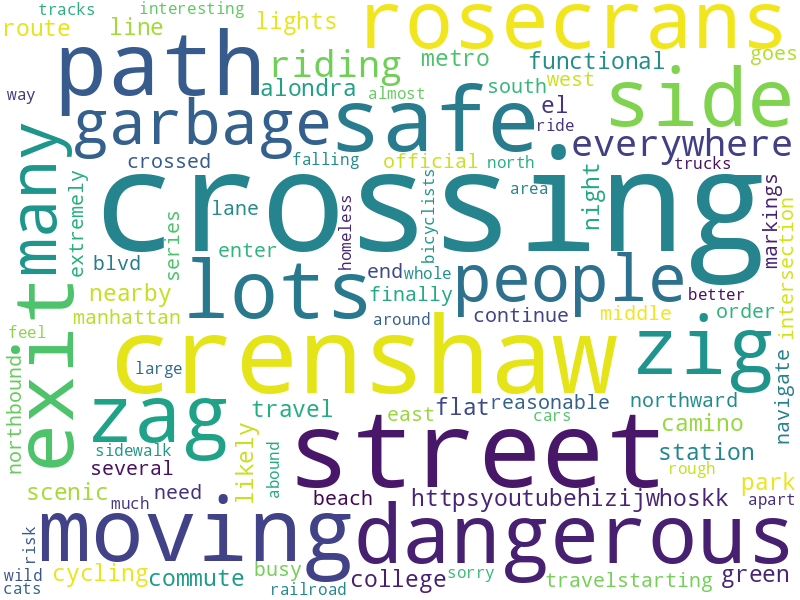 tracks interesting rosecrans
route line lights
path riding metro functional goes
way alondra almost south west side
garbage safe el ride everywhere
crossed falling official north trucks
many extremely crossing night markings
series lane homeless bicyclists area intersection
blvd enter
lots end whole people better
nearby finally
manhattan around continue middle order
exit feel crenshaw zig navigate
northbound large
zag travel east flat reasonable northward
cars camino
sidewalk likely street station
several abound rough
scenic much need beach httpsyoutubehizijwhoskk park apart
risk moving dangerous
wild cycling commute busy college sorry travelstarting green
cats railroad